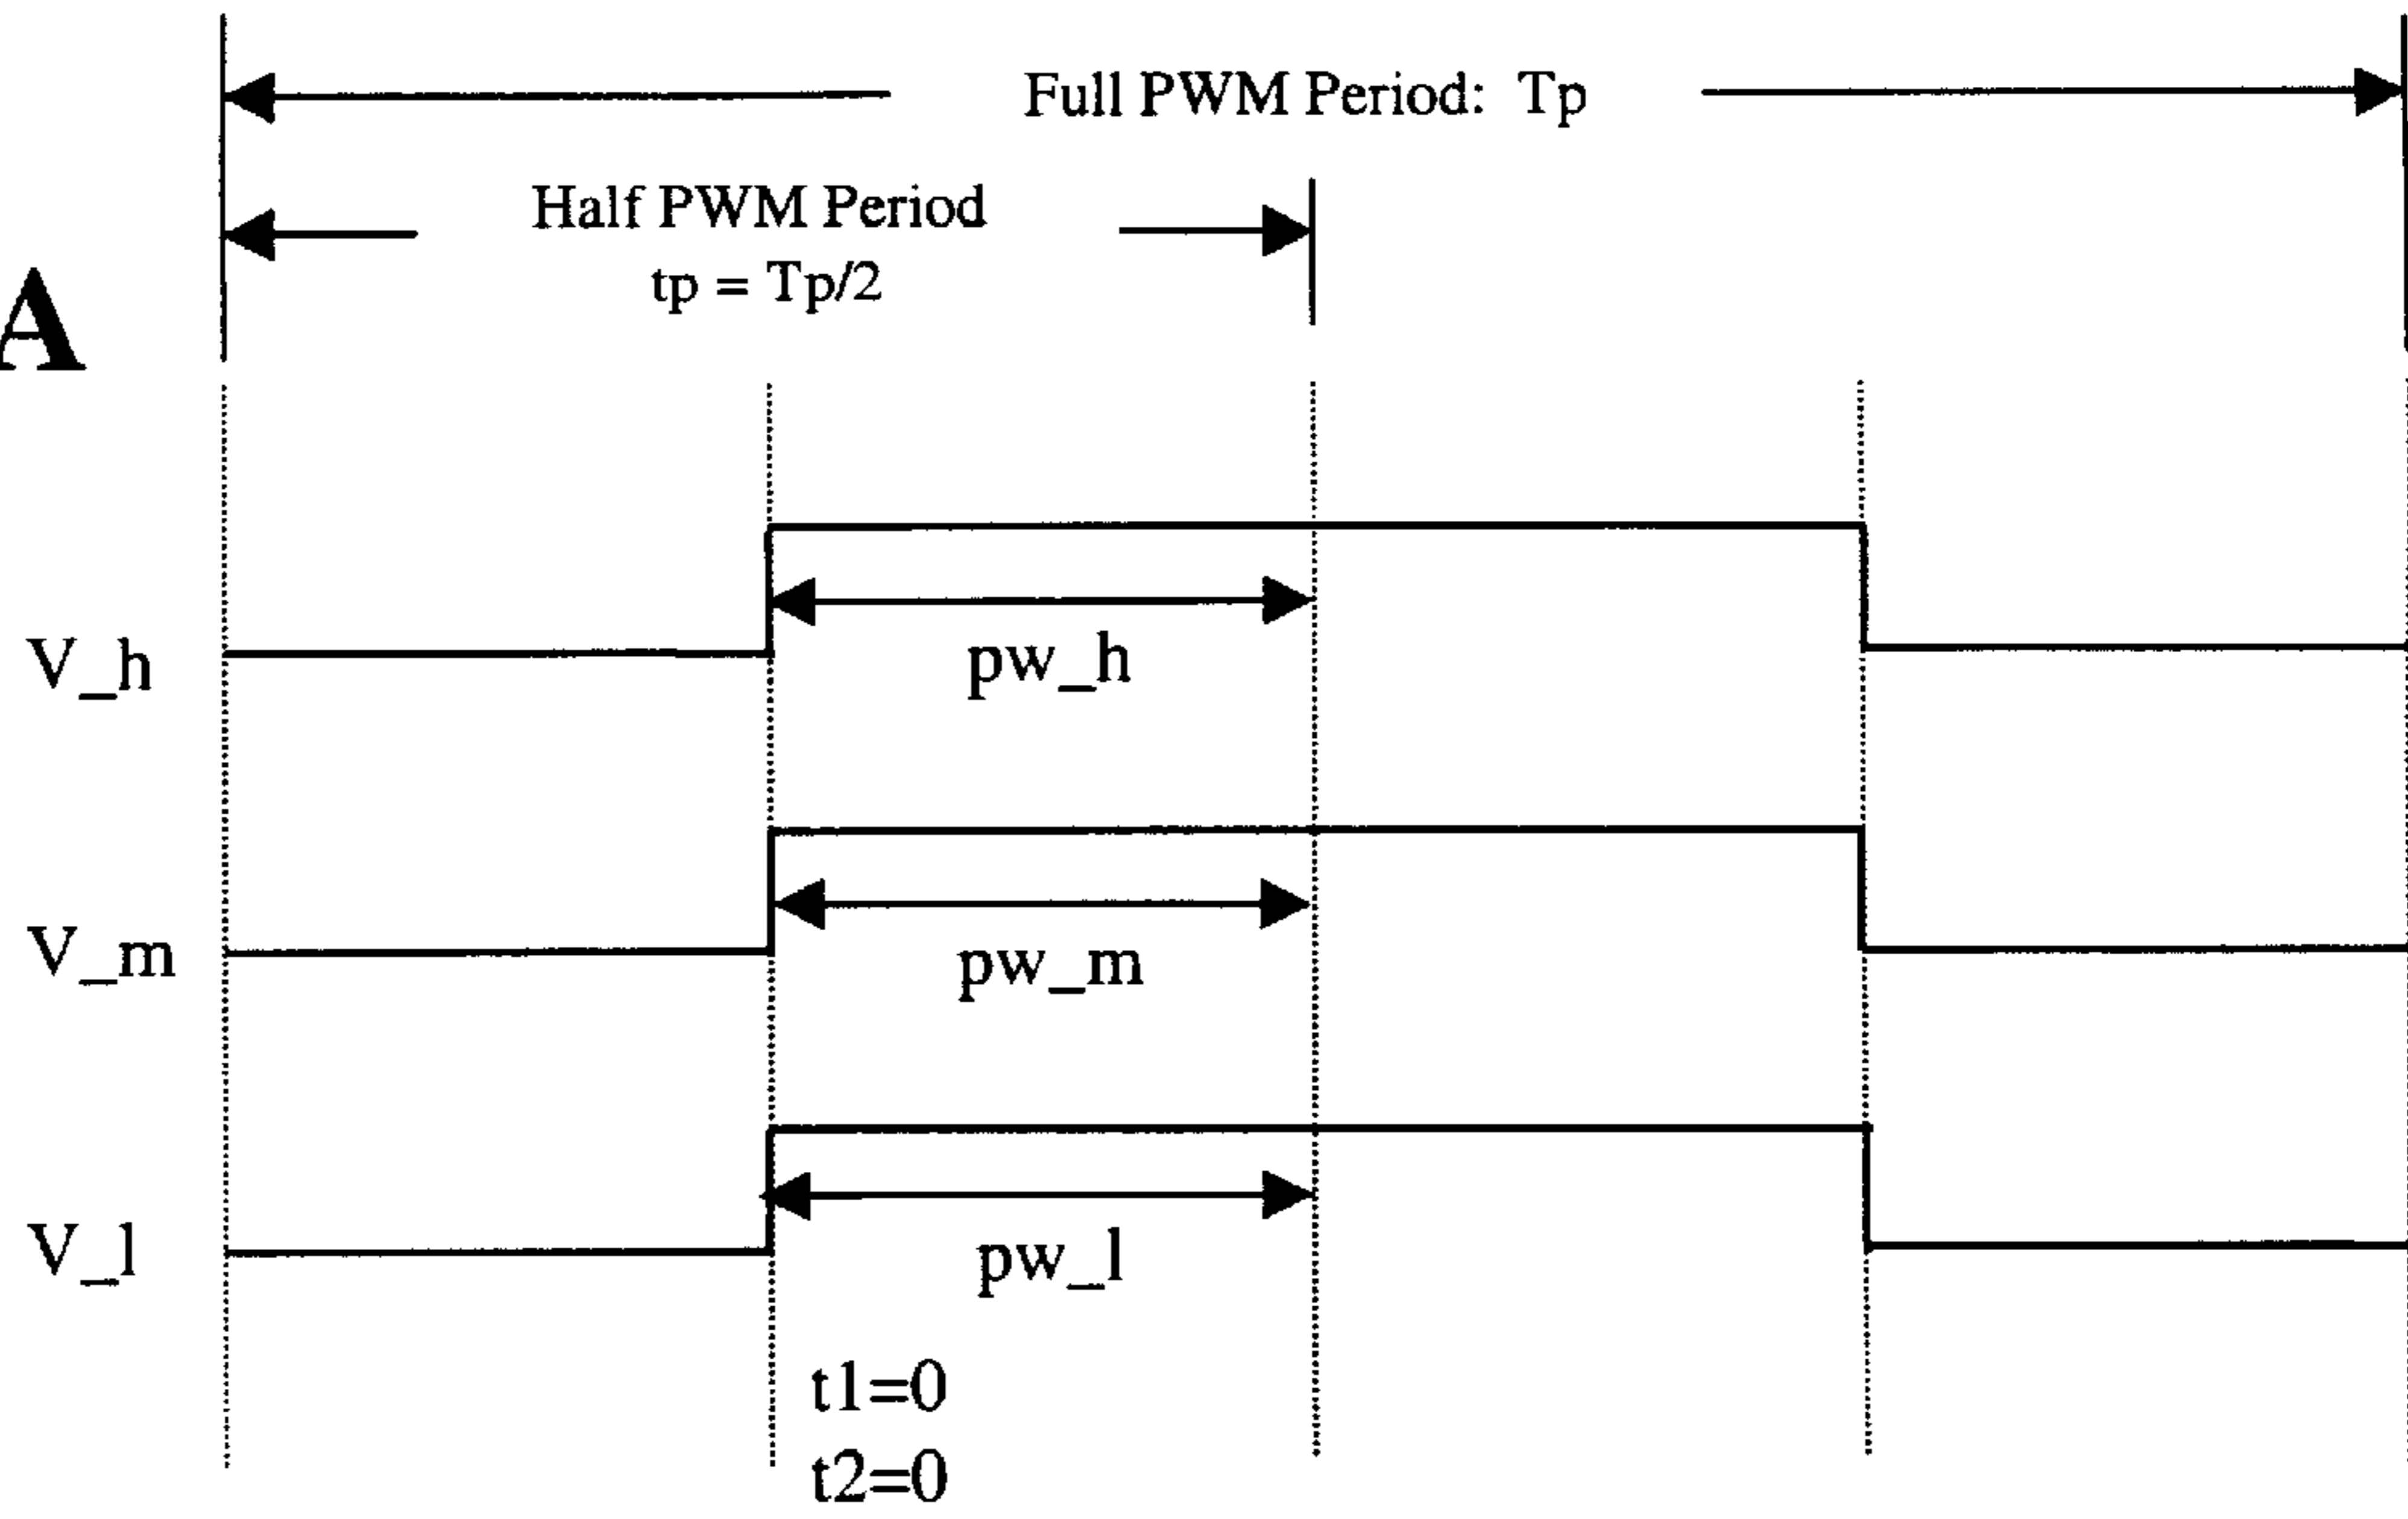 Full PWM Period: Tp
Half PWM Period
tp = Tp/2
A
V_h
pw_h
V_m
pw_m
V_l
pw_l
t1=0
t2=0